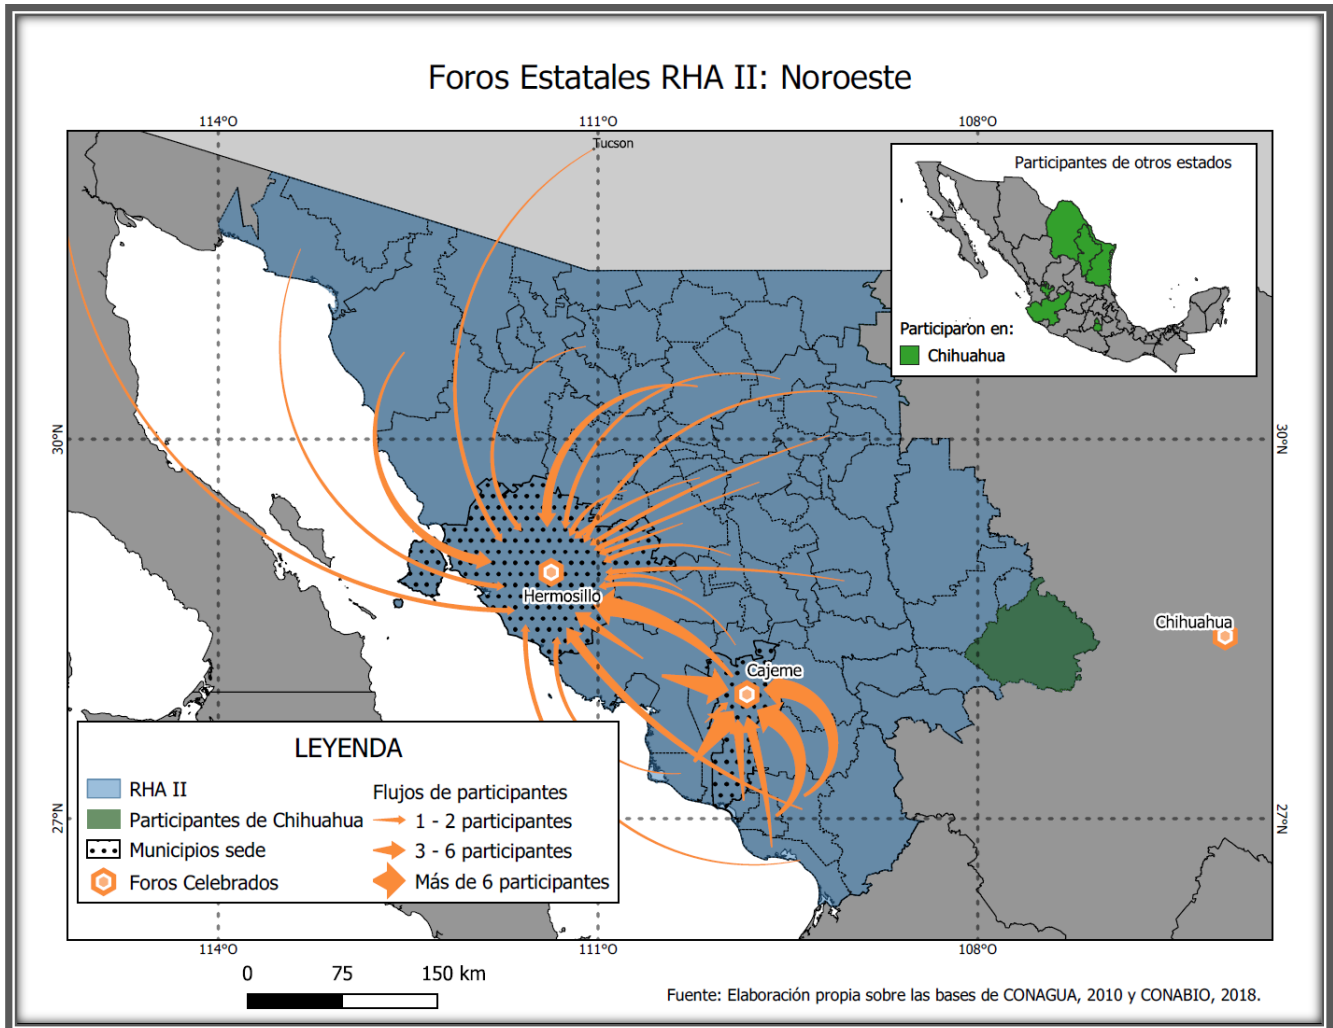 Foros Estatales RHA II: Noroeste
114°O
111°O
108°O
Tucson
Participantes de otros estados
Participaron en:
Chihuahua
30°N
30°N
Hermosillo
Chihuahua
Cajeme
LEYENDA
RHA II
Participantes de Chihuahua
Municipios sede
Foros Celebrados
Flujos de participantes
1 - 2 participantes
3 - 6 participantes
Más de 6 participantes
27°N
27°N
114°O
111°O
108°O
0 75 150 km
Fuente: Elaboración propia sobre las bases de CONAGUA, 2010 y CONABIO, 2018.